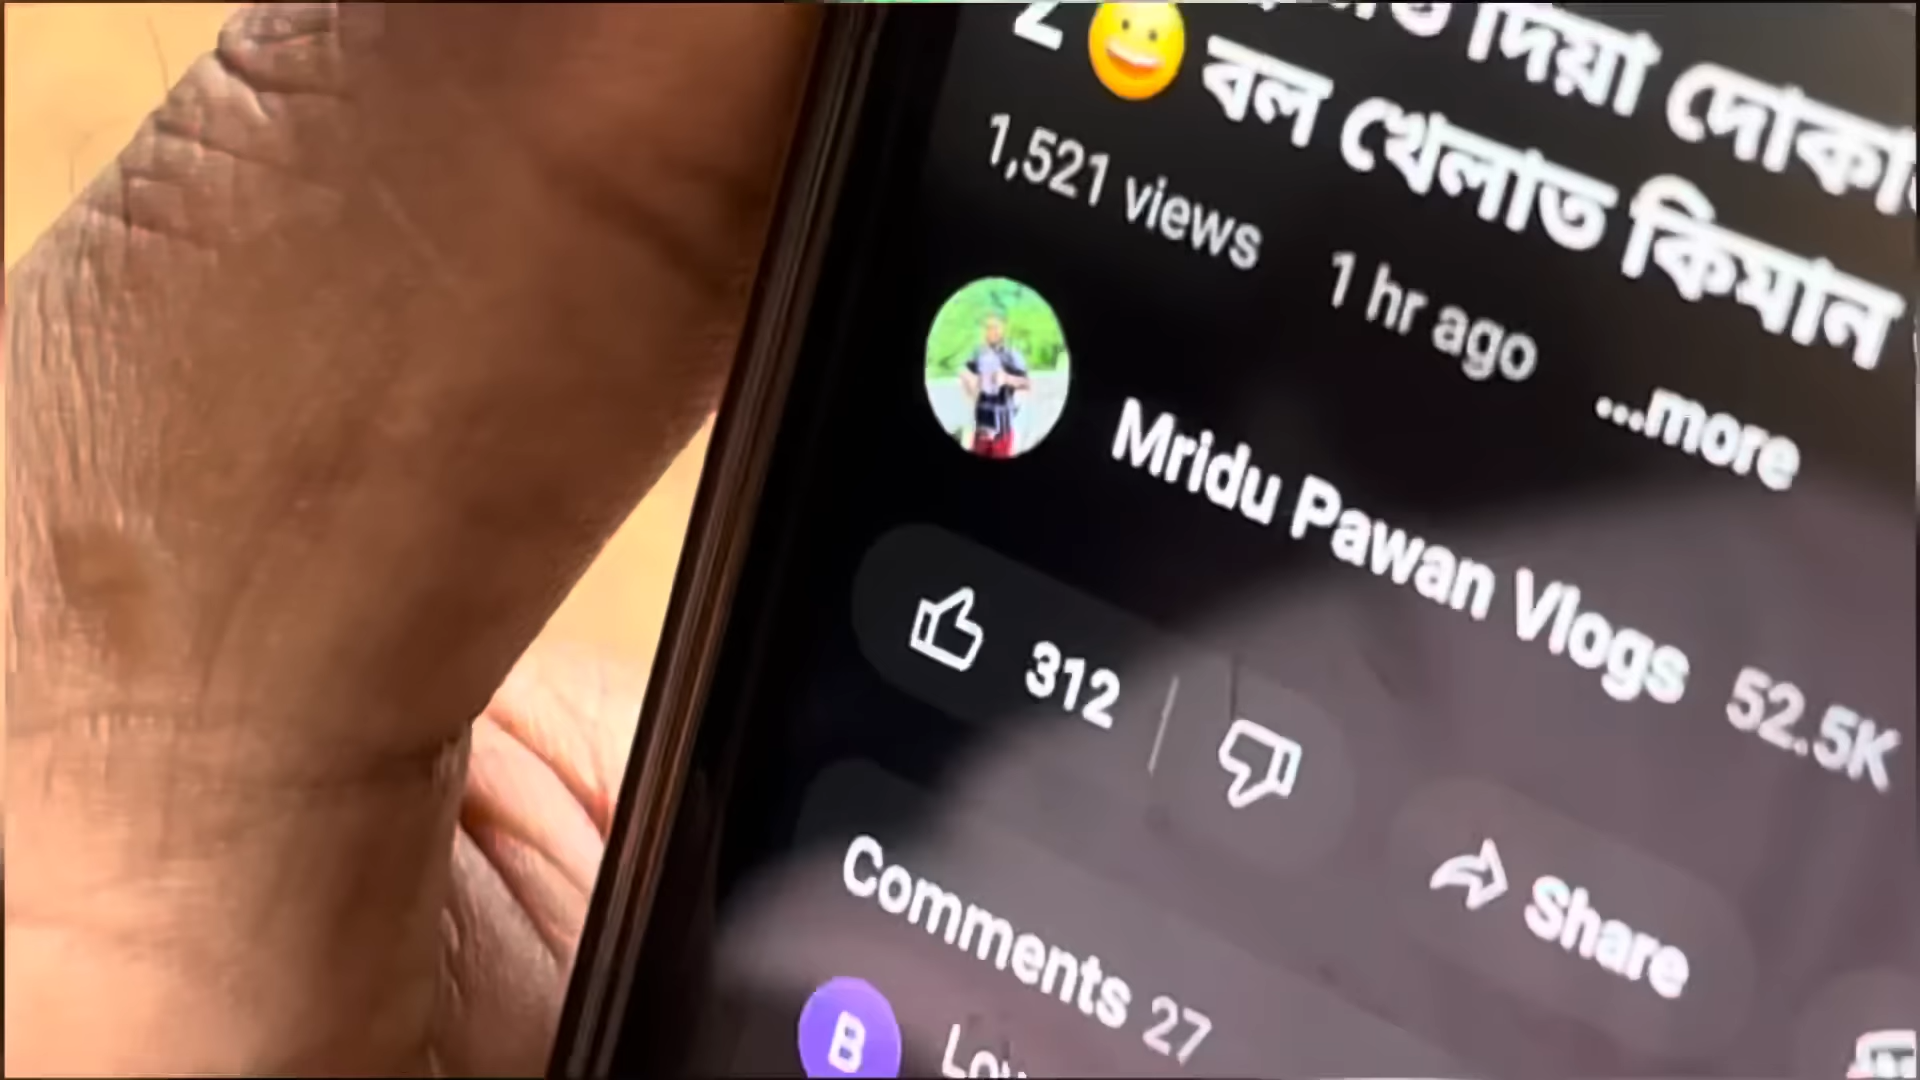 দিয়া
2 😀 বল খেলাত কিমান
1,521 views 1 hr ago ...more
Mridu Pawan Vlogs 52.5K
312
Share
Comments 27
B